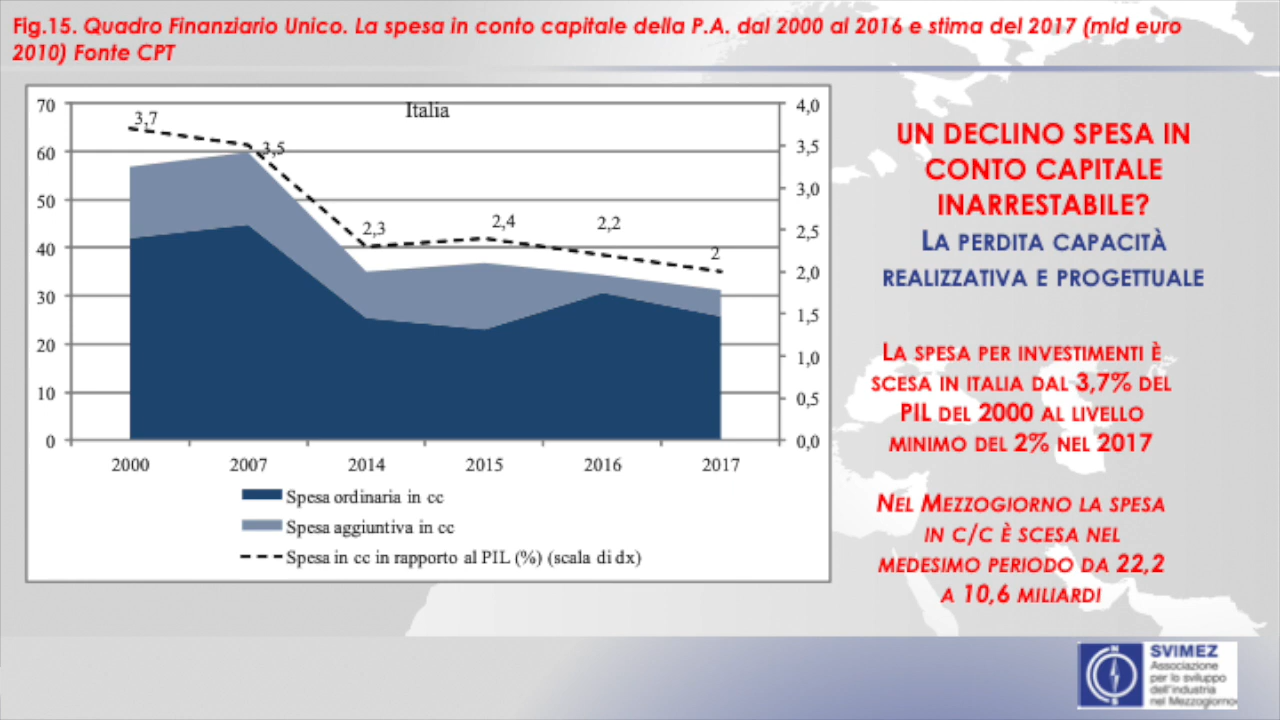 Fig.15. Quadro Finanziario Unico. La spesa in conto capitale della P.A. dal 2000 al 2016 e stima del 2017 (mld euro
2010) Fonte CPT
Italia
70
60
50
40
30
20
10
0
4,0
3,5
3,0
2,5
2,0
1,5
1,0
0,5
0,0
3,7
3,5
2,3
2,4
2,2
2
2000 2007 2014 2015 2016 2017
Spesa ordinaria in cc
Spesa aggiuntiva in cc
Spesa in cc in rapporto al PIL (%) (scala di dx)
UN DECLINO SPESA IN
CONTO CAPITALE
INARRESTABILE?
LA PERDITA CAPACITÀ
REALIZZATIVA E PROGETTUALE
LA SPESA PER INVESTIMENTI È
SCESA IN ITALIA DAL 3,7% DEL
PIL DEL 2000 AL LIVELLO
MINIMO DEL 2% NEL 2017
NEL MEZZOGIORNO LA SPESA
IN C/C È SCESA NEL
MEDESIMO PERIODO DA 22,2
A 10,6 MILIARDI
N
S
SVIMEZ
Associazione
per lo sviluppo
dell'industria
nel Mezzogiorno